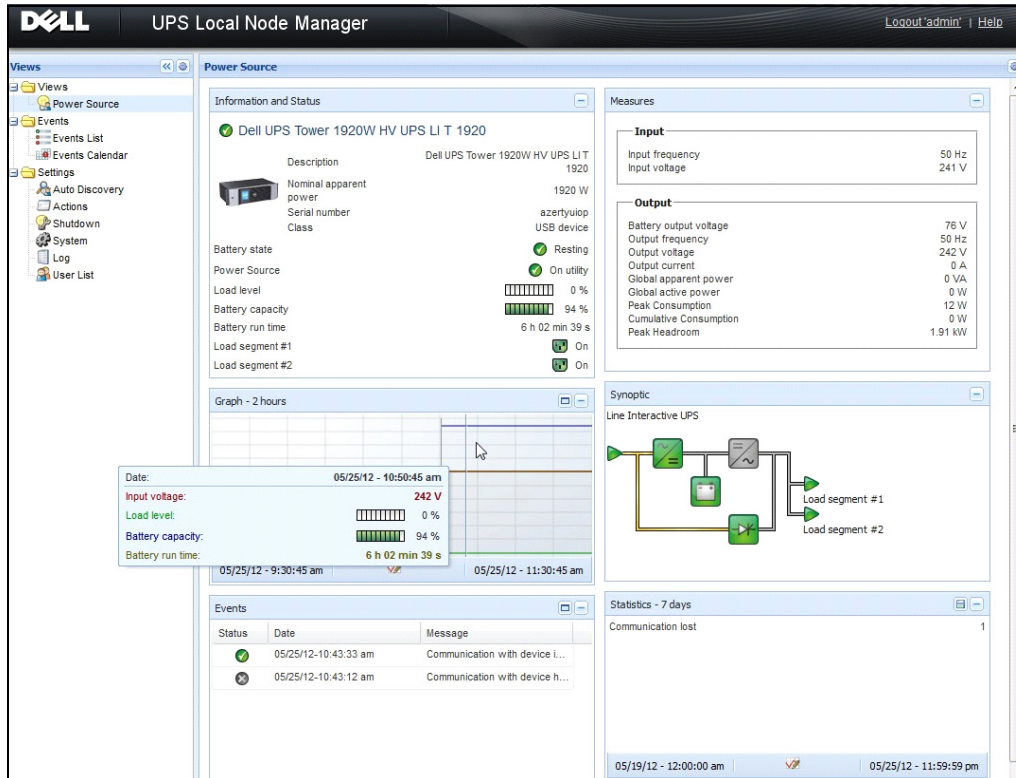 DELL UPS Local Node Manager Logout 'admin' | Help
Views
Views
Power Source
Events
Events List
Events Calendar
Settings
Auto Discovery
Actions
Shutdown
System
Log
User List
Power Source
Information and Status
Dell UPS Tower 1920W HV UPS LI T 1920
Description Dell UPS Tower 1920W HV UPS LI T
1920
Nominal apparent
power 1920 W
Serial number azertyuiop
Class USB device
Battery state Resting
Power Source On utility
Load level 0 %
Battery capacity 94 %
Battery run time 6 h 02 min 39 s
Load segment #1 On
Load segment #2 On
Measures
Input
Input frequency 50 Hz
Input voltage 241 V
Output
Battery output voltage 76 V
Output frequency 50 Hz
Output voltage 242 V
Output current 0 A
Global apparent power 0 VA
Global active power 0 W
Peak Consumption 12 W
Cumulative Consumption 0 W
Peak Headroom 1.91 kW
Graph - 2 hours
Date: 05/25/12 - 10:50:45 am
Input voltage: 242 V
Load level: 0 %
Battery capacity: 94 %
Battery run time: 6 h 02 min 39 s
05/25/12 - 9:30:45 am 05/25/12 - 11:30:45 am
Synoptic
Line Interactive UPS
Load segment #1
Load segment #2
Events
Status Date Message
05/25/12-10:43:33 am Communication with device i...
05/25/12-10:43:12 am Communication with device h...
Statistics - 7 days
Communication lost 1
05/19/12 - 12:00:00 am 05/25/12 - 11:59:59 pm